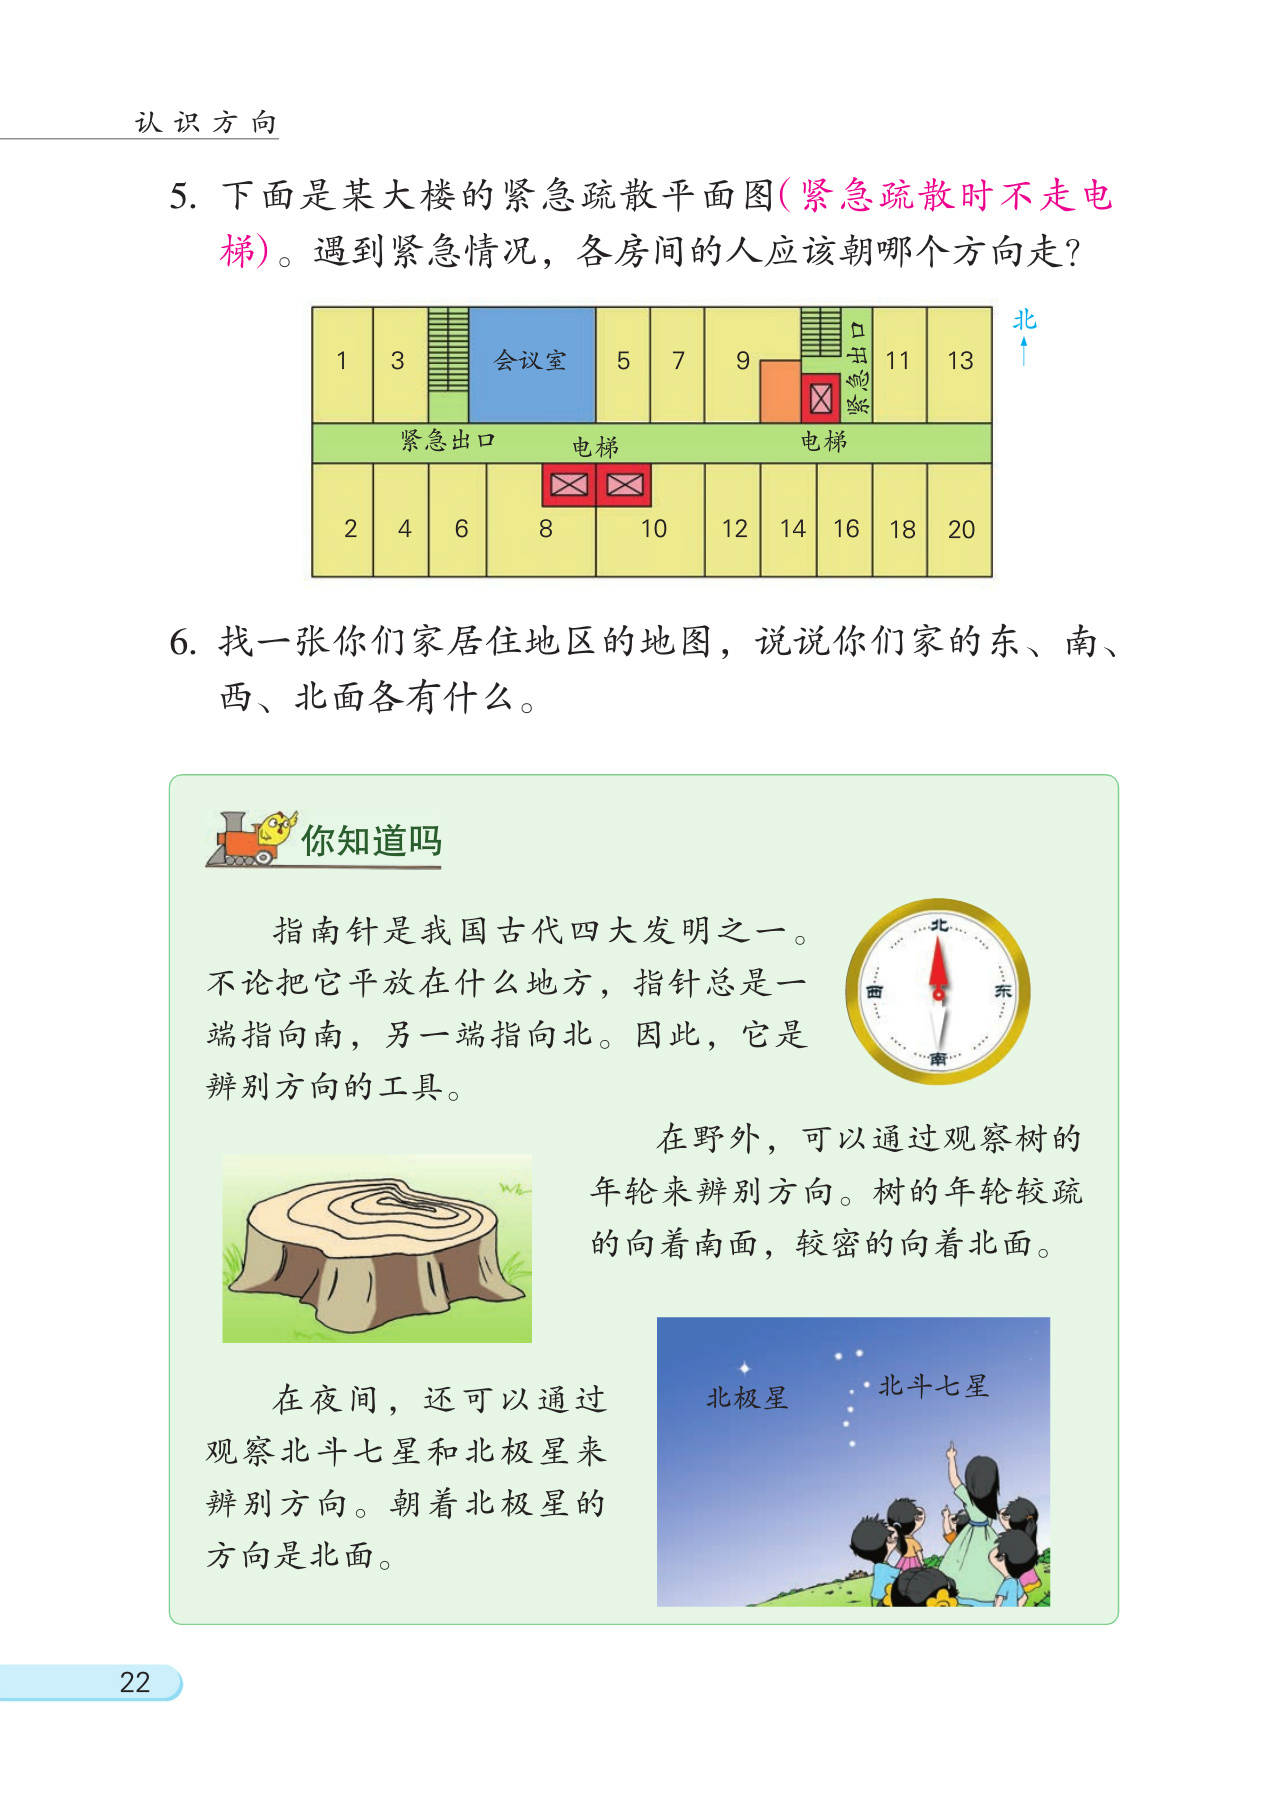 认识方向
5. 下面是某大楼的紧急疏散平面图(紧急疏散时不走电
梯)。遇到紧急情况，各房间的人应该朝哪个方向走？
北
1 3 会议室 5 7 9 紧急出口 11 13
紧急出口 电梯 电梯
2 4 6 8 10 12 14 16 18 20
6. 找一张你们家居住地区的地图，说说你们家的东、南、
西、北面各有什么。
你知道吗
指南针是我国古代四大发明之一。
不论把它平放在什么地方，指针总是一
端指向南，另一端指向北。因此，它是
辨别方向的工具。
北
西 东
南
在野外，可以通过观察树的
年轮来辨别方向。树的年轮较疏
的向着南面，较密的向着北面。
在夜间，还可以通过
观察北斗七星和北极星来
辨别方向。朝着北极星的
方向是北面。
北极星 北斗七星
22